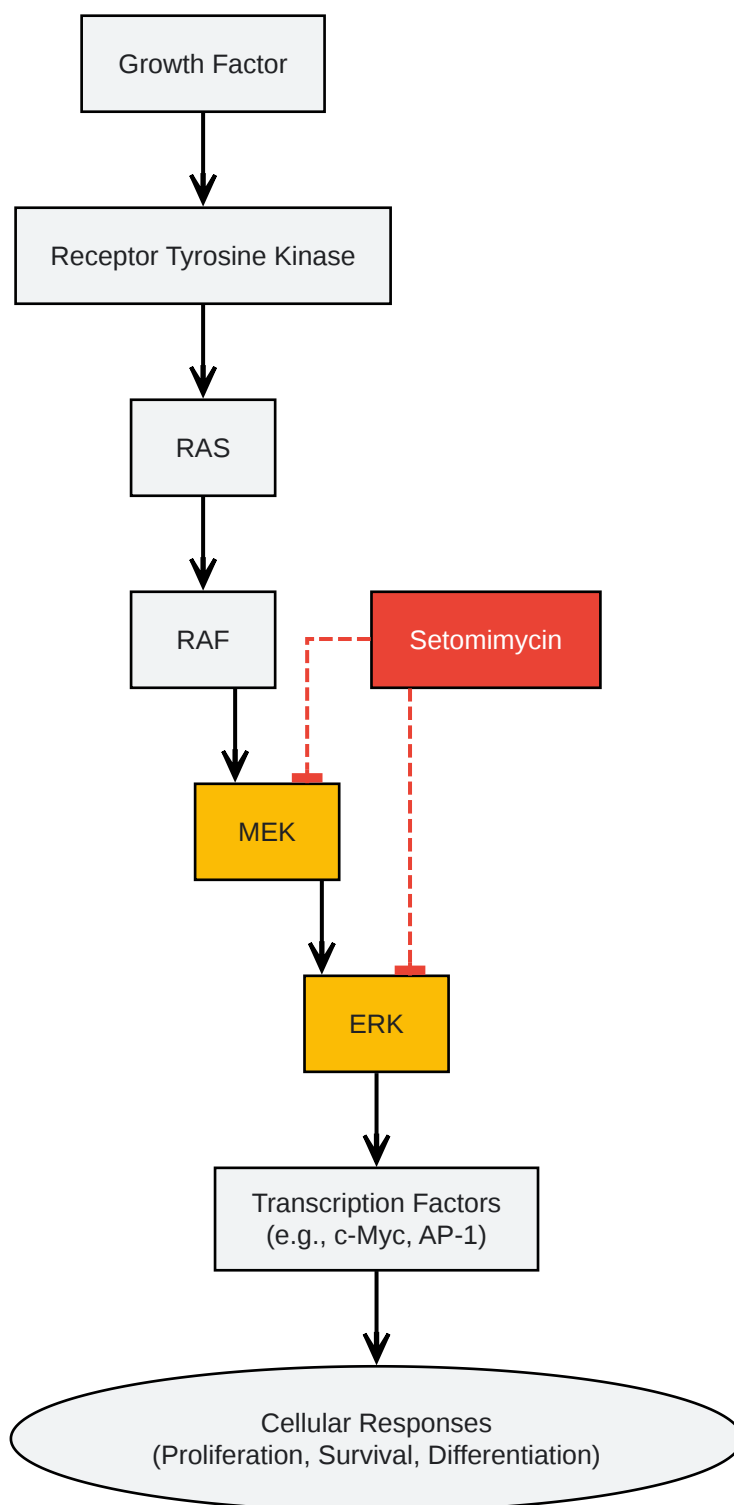 Growth Factor
Receptor Tyrosine Kinase
RAS
RAF
Setomimycin
MEK
ERK
Transcription Factors
(e.g., c-Myc, AP-1)
Cellular Responses
(Proliferation, Survival, Differentiation)